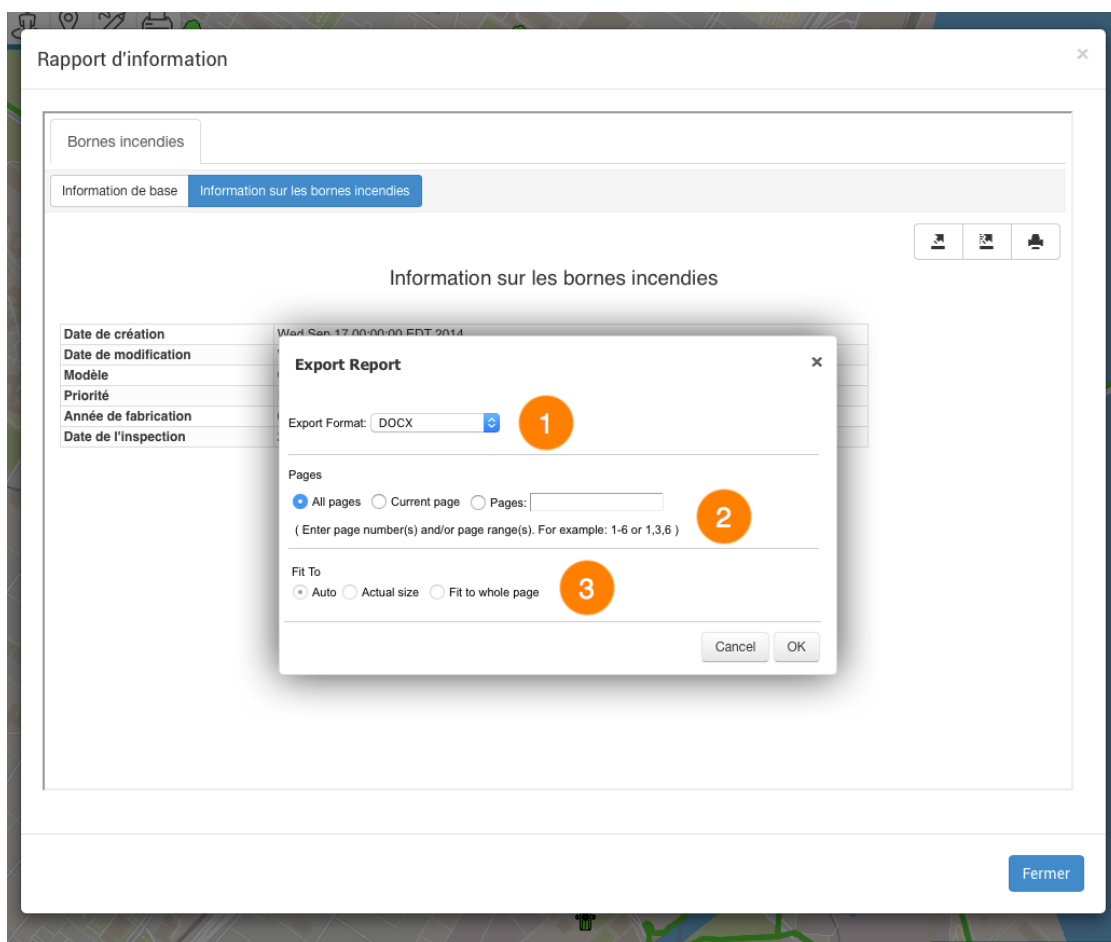 Rapport d'information
×
Bornes incendies
Information de base Information sur les bornes incendies
Information sur les bornes incendies
Date de création Wed Sep 17 00:00:00 EDT 2014
Date de modification
Modèle
Priorité
Année de fabrication
Date de l'inspection
Export Report ×
Export Format: DOCX 1
Pages
All pages Current page Pages: 2
( Enter page number(s) and/or page range(s). For example: 1-6 or 1,3,6 )
Fit To
Auto Actual size Fit to whole page 3
Cancel OK
Fermer